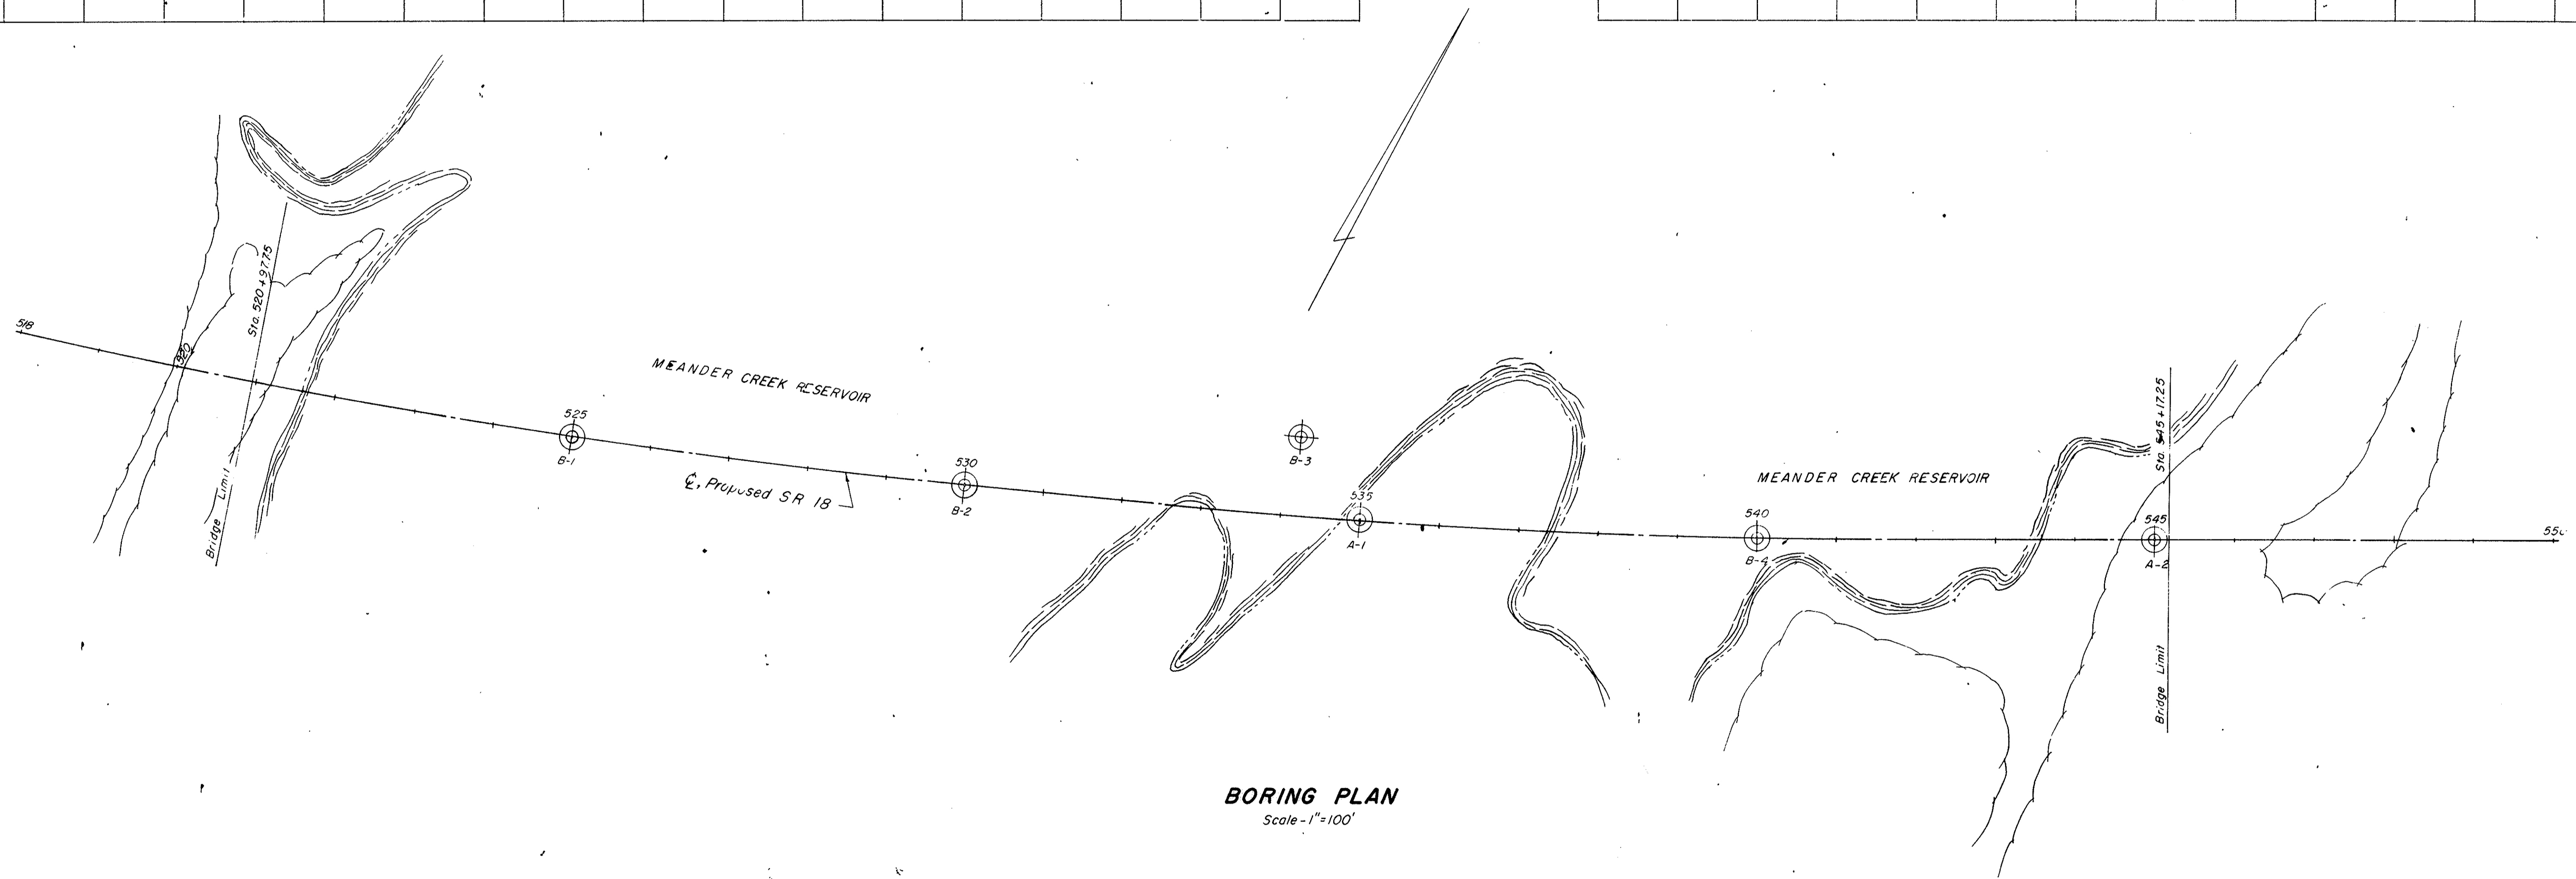 518
520
Sta. 520 + 97.75
Bridge Limit
MEANDER CREEK RESERVOIR
525
B-1
℄, Proposed SR 18
530
B-2
B-3
535
A-1
MEANDER CREEK RESERVOIR
540
B-4
Sta. 545 + 17.25
545
A-2
Bridge Limit
550
BORING PLAN
Scale - 1"=100'